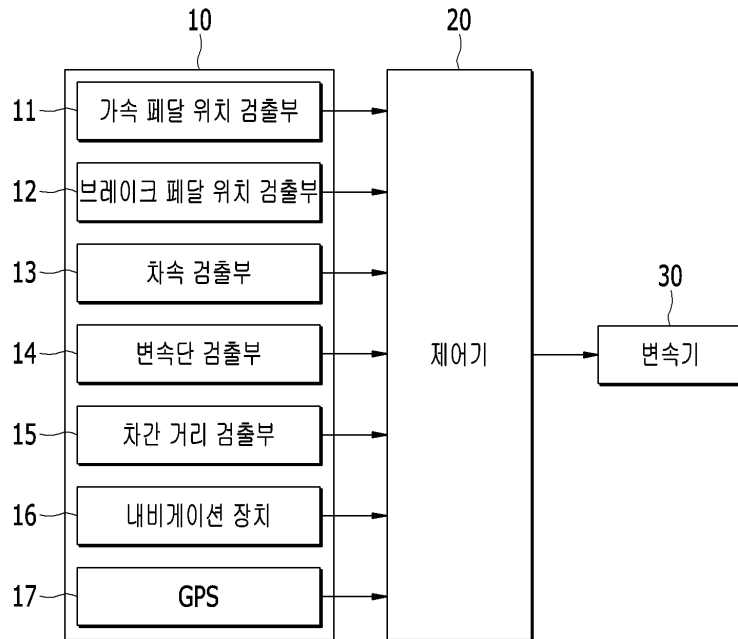 10
20
11
가속 페달 위치 검출부
12
브레이크 페달 위치 검출부
13
차속 검출부
30
14
변속단 검출부
제어기
변속기
15
차간 거리 검출부
16
내비게이션 장치
17
GPS